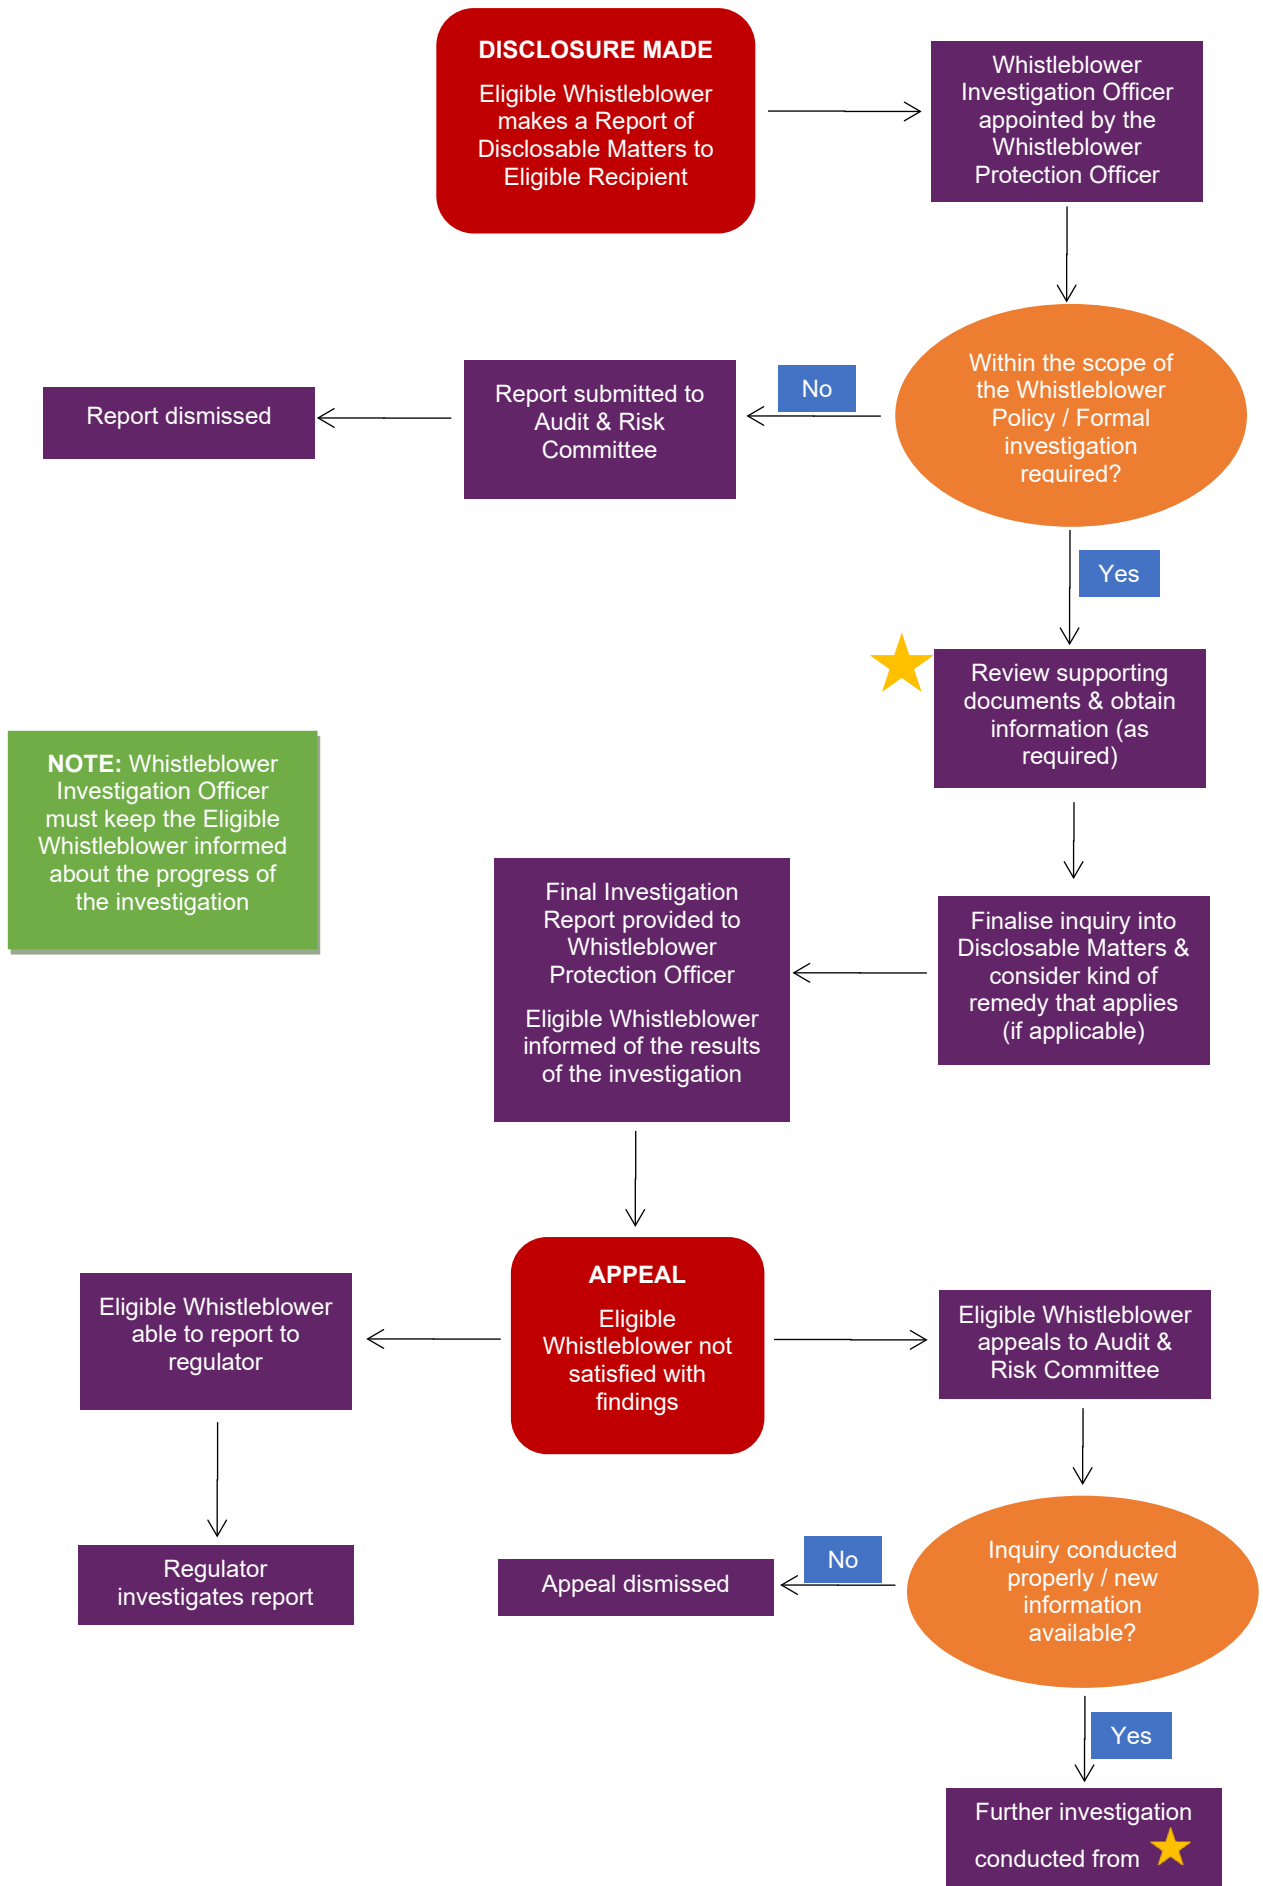 DISCLOSURE MADE
Eligible Whistleblower
makes a Report of
Disclosable Matters to
Eligible Recipient
Whistleblower
Investigation Officer
appointed by the
Whistleblower
Protection Officer
Within the scope of
the Whistleblower
Policy / Formal
investigation
required?
No
Report submitted to
Audit & Risk
Committee
Report dismissed
Yes
Review supporting
documents & obtain
information (as
required)
NOTE: Whistleblower
Investigation Officer
must keep the Eligible
Whistleblower informed
about the progress of
the investigation
Finalise inquiry into
Disclosable Matters &
consider kind of
remedy that applies
(if applicable)
Final Investigation
Report provided to
Whistleblower
Protection Officer
Eligible Whistleblower
informed of the results
of the investigation
APPEAL
Eligible
Whistleblower not
satisfied with
findings
Eligible Whistleblower
able to report to
regulator
Regulator
investigates report
Eligible Whistleblower
appeals to Audit &
Risk Committee
Inquiry conducted
properly / new
information
available?
No
Appeal dismissed
Yes
Further investigation
conducted from